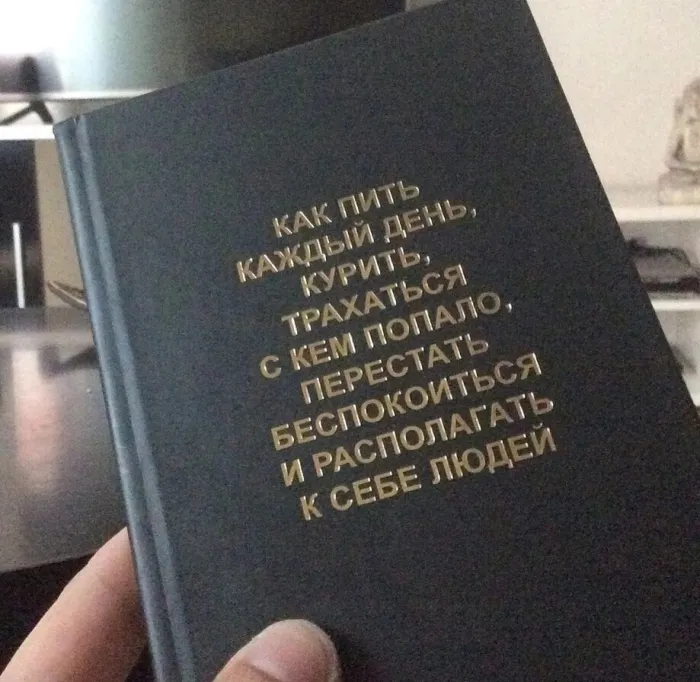 КАК ПИТЬ
КАЖДЫЙ ДЕНЬ,
КУРИТЬ,
ТРАХАТЬСЯ
С КЕМ ПОПАЛО,
ПЕРЕСТАТЬ
БЕСПОКОИТЬСЯ
И РАСПОЛАГАТЬ
К СЕБЕ ЛЮДЕЙ